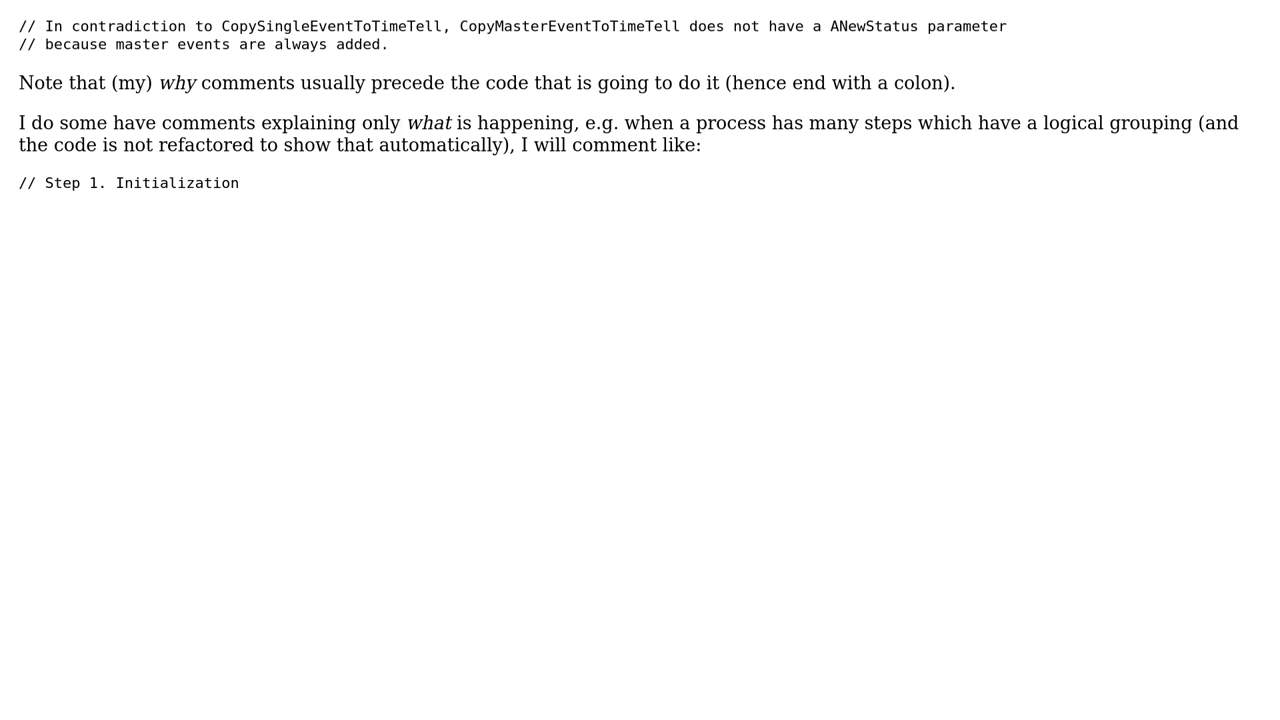 // In contradiction to CopySingleEventToTimeTell, CopyMasterEventToTimeTell does not have a ANewStatus parameter
// because master events are always added.
Note that (my) why comments usually precede the code that is going to do it (hence end with a colon).
I do some have comments explaining only what is happening, e.g. when a process has many steps which have a logical grouping (and
the code is not refactored to show that automatically), I will comment like:
// Step 1. Initialization